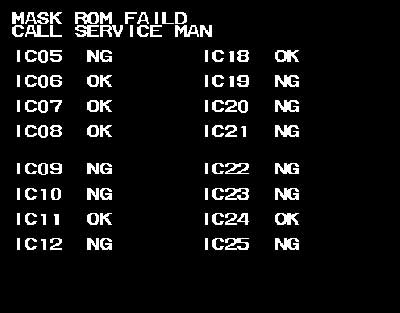 MASK ROM FAILD
CALL SERVICE MAN
IC05 NG IC18 OK
IC06 OK IC19 NG
IC07 OK IC20 NG
IC08 OK IC21 NG
IC09 NG IC22 NG
IC10 NG IC23 NG
IC11 OK IC24 OK
IC12 NG IC25 NG